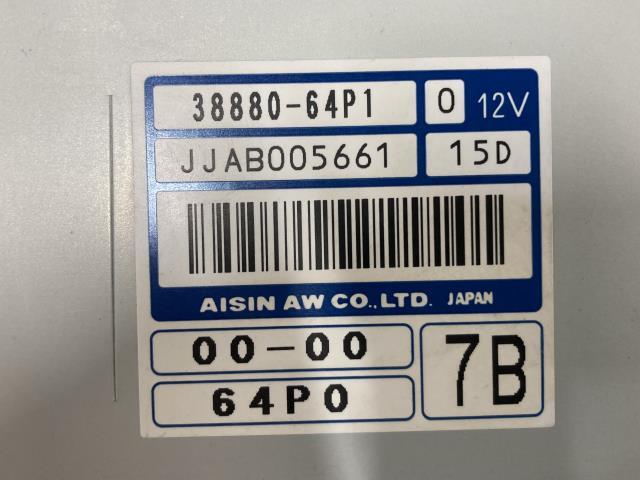 38880-64P1 0 12V
JJAB005661 15D
AISIN AW CO.,LTD. JAPAN
00-00
64P0
7B